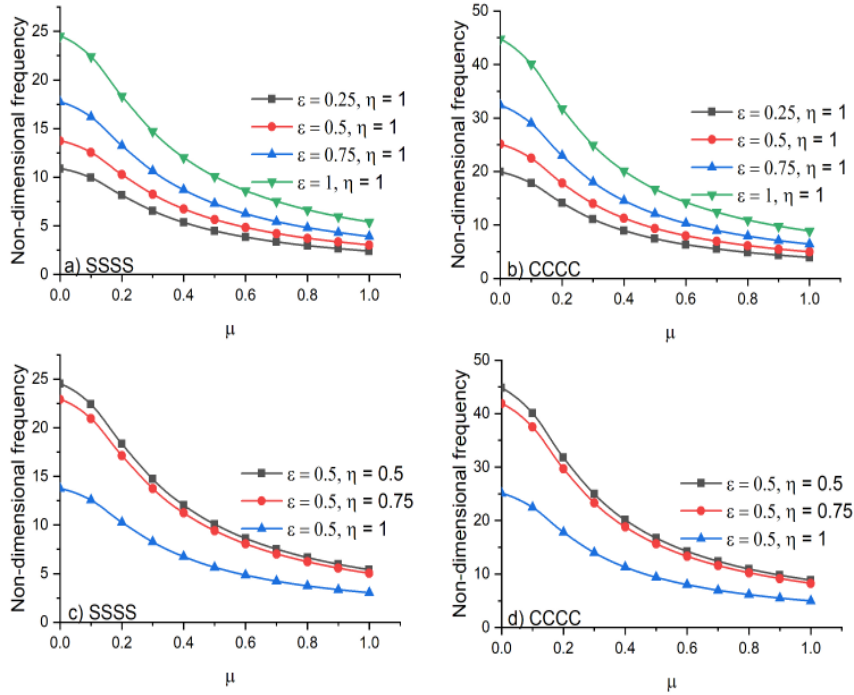 Non-dimensional frequency
25
20
15
10
5
0
ε = 0.25, η = 1
ε = 0.5, η = 1
ε = 0.75, η = 1
ε = 1, η = 1
a) SSSS
0.0 0.2 0.4 0.6 0.8 1.0
μ
Non-dimensional frequency
50
40
30
20
10
0
ε = 0.25, η = 1
ε = 0.5, η = 1
ε = 0.75, η = 1
ε = 1, η = 1
b) CCCC
0.0 0.2 0.4 0.6 0.8 1.0
μ
Non-dimensional frequency
25
20
15
10
5
0
ε = 0.5, η = 0.5
ε = 0.5, η = 0.75
ε = 0.5, η = 1
c) SSSS
0.0 0.2 0.4 0.6 0.8 1.0
μ
Non-dimensional frequency
50
40
30
20
10
0
ε = 0.5, η = 0.5
ε = 0.5, η = 0.75
ε = 0.5, η = 1
d) CCCC
0.0 0.2 0.4 0.6 0.8 1.0
μ